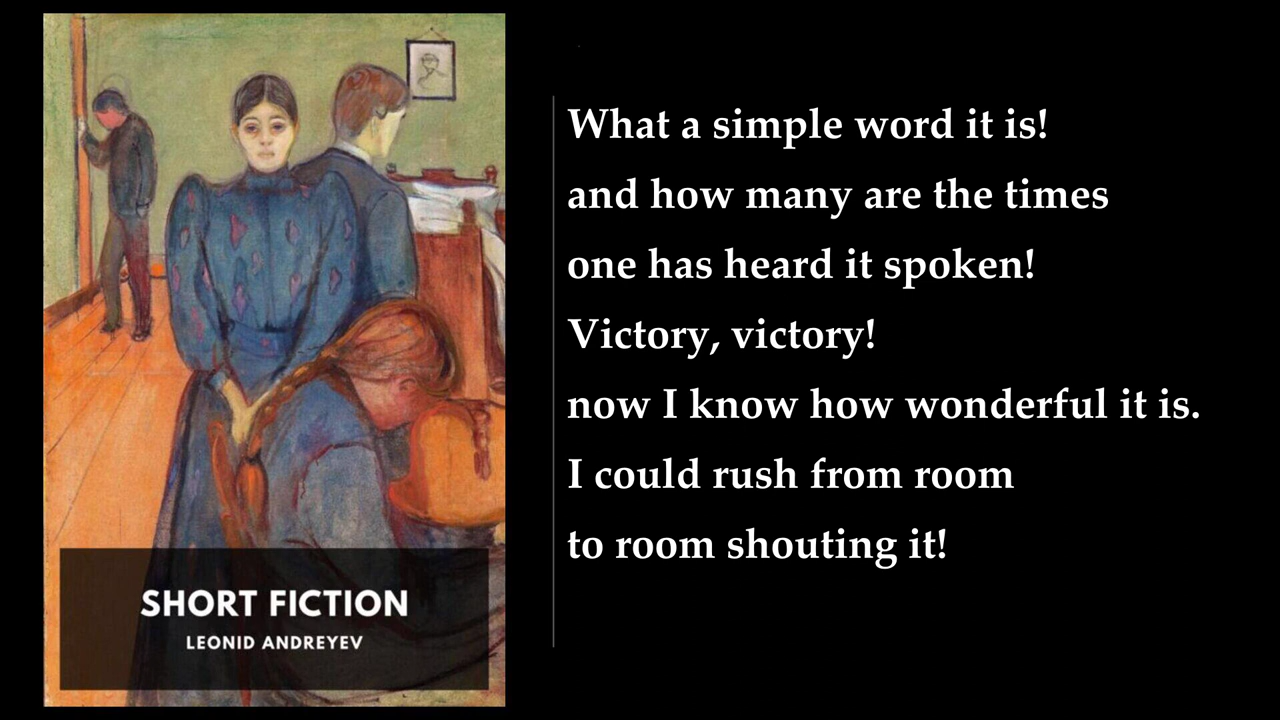 What a simple word it is!
and how many are the times
one has heard it spoken!
Victory, victory!
now I know how wonderful it is.
I could rush from room
to room shouting it!
SHORT FICTION
LEONID ANDREYEV